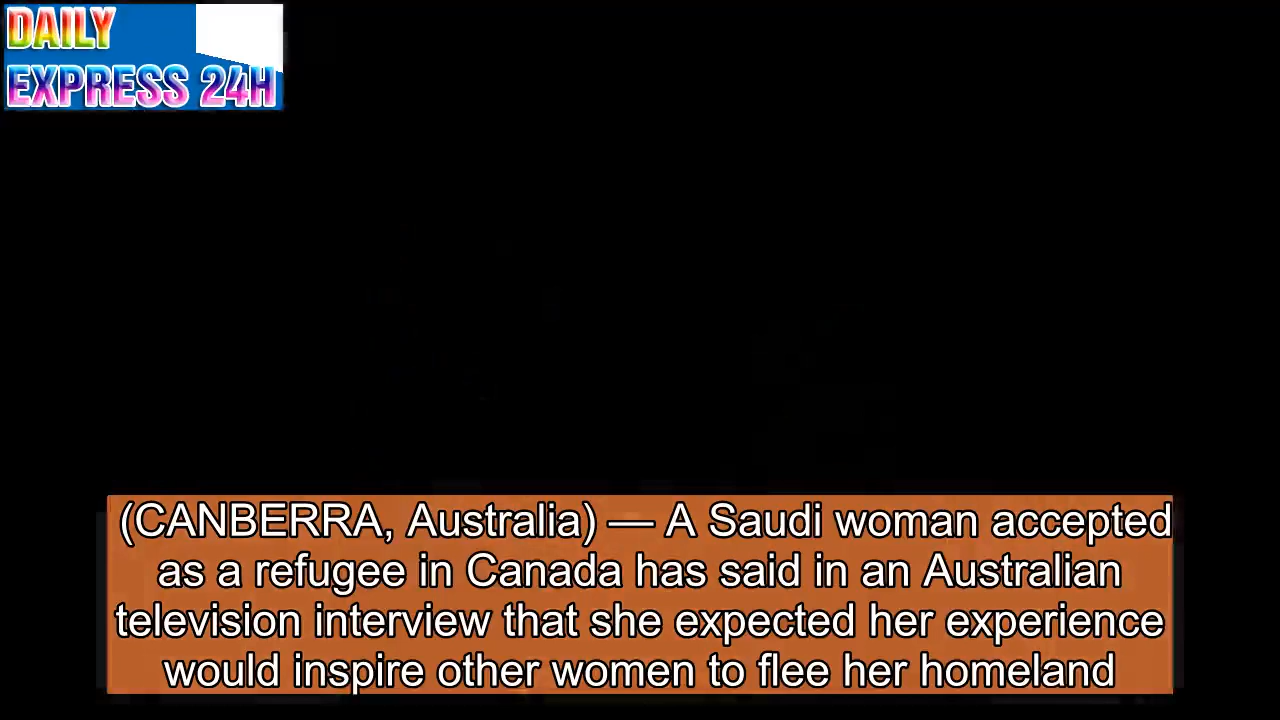 DAILY
EXPRESS 24H
(CANBERRA, Australia) — A Saudi woman accepted
as a refugee in Canada has said in an Australian
television interview that she expected her experience
would inspire other women to flee her homeland